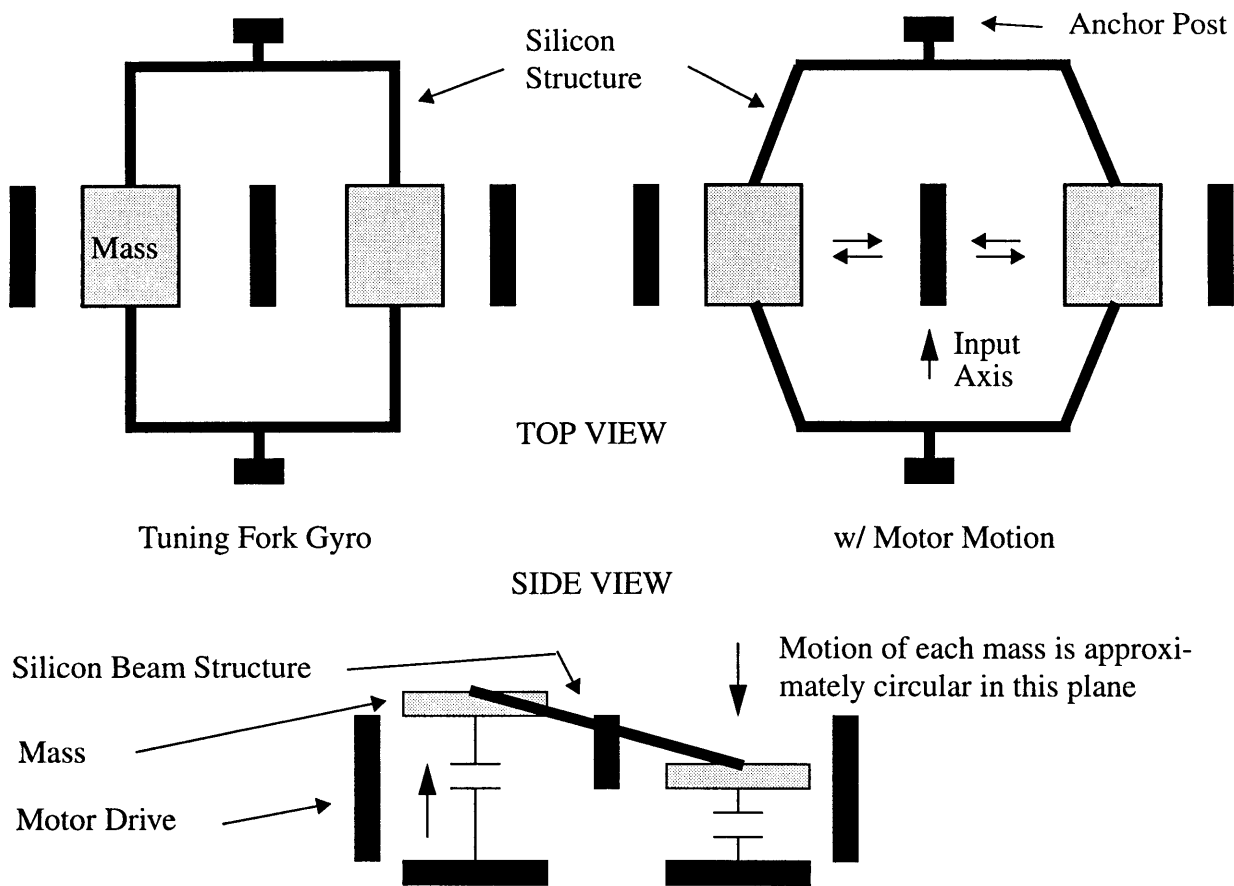 Silicon
Structure
Anchor Post
Mass
Input
Axis
TOP VIEW
Tuning Fork Gyro
w/ Motor Motion
SIDE VIEW
Silicon Beam Structure
Motion of each mass is approxi-
mately circular in this plane
Mass
Motor Drive